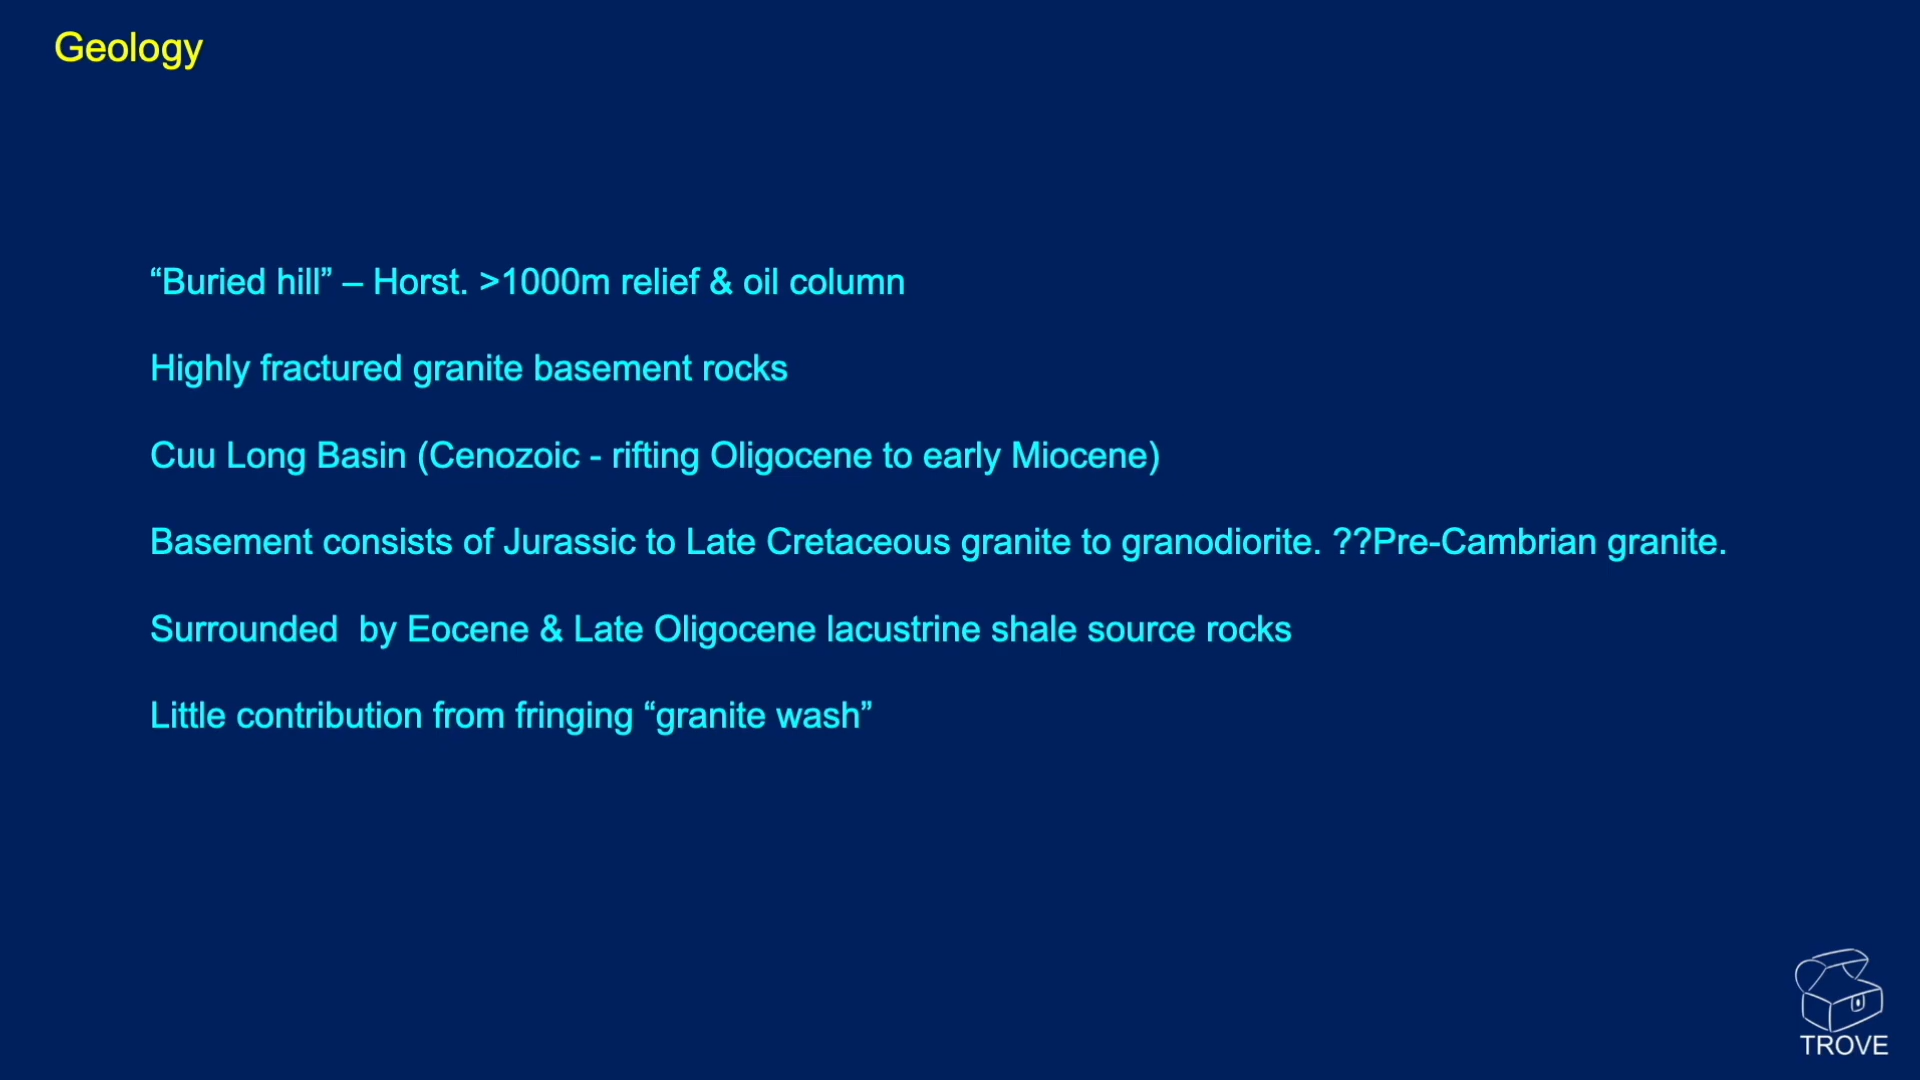 Geology
“Buried hill” – Horst. >1000m relief & oil column
Highly fractured granite basement rocks
Cuu Long Basin (Cenozoic - rifting Oligocene to early Miocene)
Basement consists of Jurassic to Late Cretaceous granite to granodiorite. ??Pre-Cambrian granite.
Surrounded  by Eocene & Late Oligocene lacustrine shale source rocks
Little contribution from fringing “granite wash”
TROVE